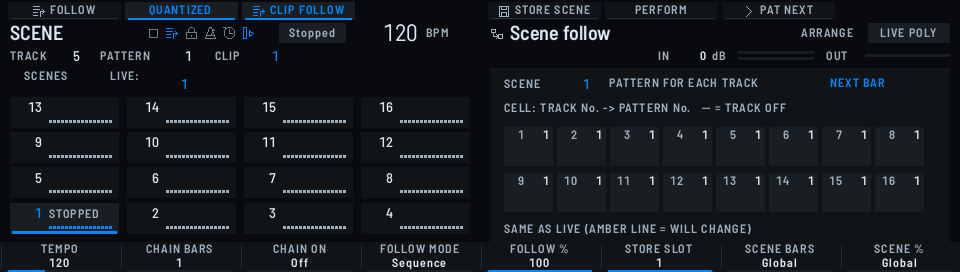 FOLLOW QUANTIZED CLIP FOLLOW STORE SCENE PERFORM PAT NEXT
SCENE Stopped 120 BPM Scene follow ARRANGE LIVE POLY
TRACK 5 PATTERN 1 CLIP 1 IN 0 dB OUT
SCENES LIVE: 1
SCENE 1 PATTERN FOR EACH TRACK NEXT BAR
CELL: TRACK No. -> PATTERN No. -- = TRACK OFF
13 14 15 16
9 10 11 12
5 6 7 8
1 STOPPED 2 3 4
1 1 2 1 3 1 4 1 5 1 6 1 7 1 8 1
9 1 10 1 11 1 12 1 13 1 14 1 15 1 16 1
SAME AS LIVE (AMBER LINE = WILL CHANGE)
TEMPO CHAIN BARS CHAIN ON FOLLOW MODE FOLLOW % STORE SLOT SCENE BARS SCENE %
120 1 Off Sequence 100 1 Global Global